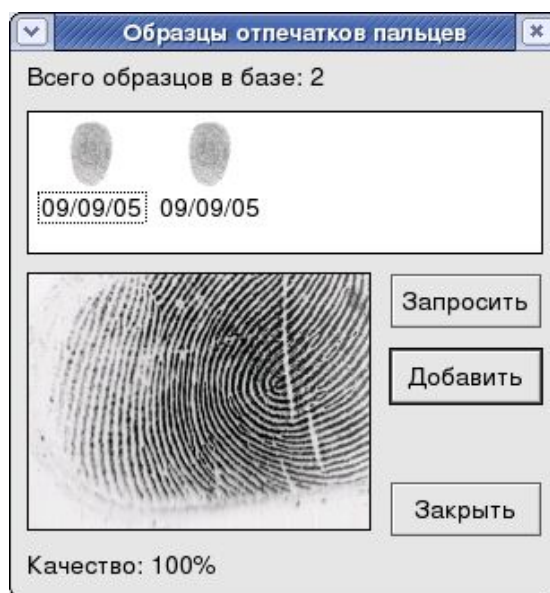 Образцы отпечатков пальцев
Всего образцов в базе: 2
09/09/05 09/09/05
Запросить
Добавить
Закрыть
Качество: 100%